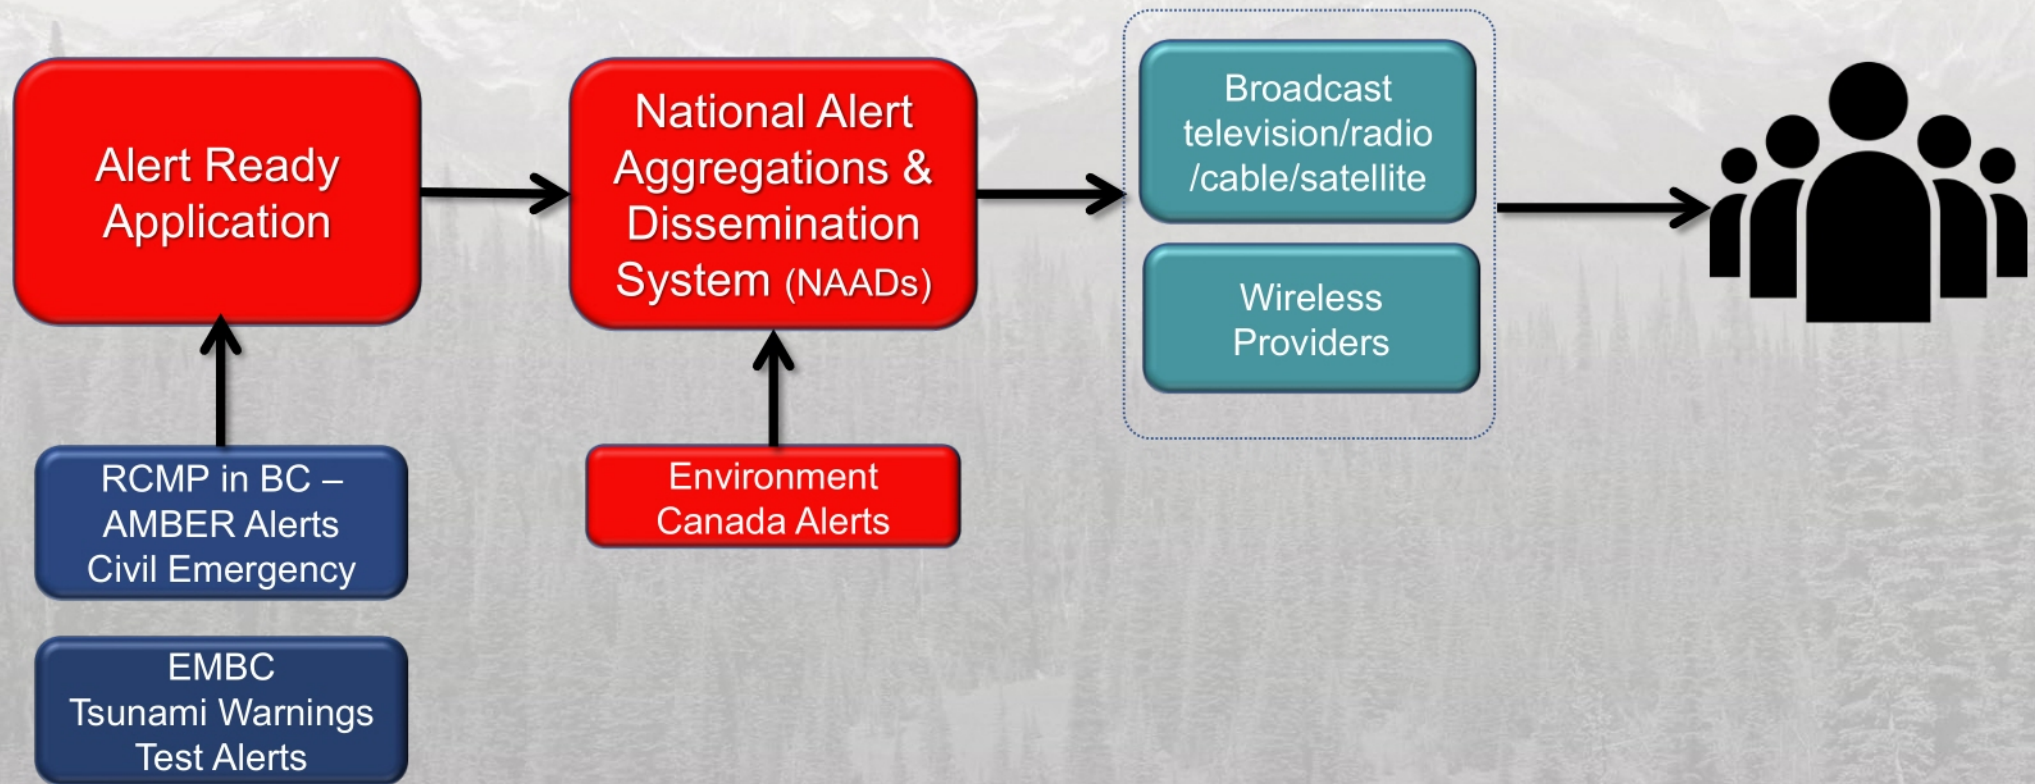 Alert Ready
Application
National Alert
Aggregations &
Dissemination
System (NAADs)
Broadcast
television/radio
/cable/satellite
Wireless
Providers
RCMP in BC –
AMBER Alerts
Civil Emergency
Environment
Canada Alerts
EMBC
Tsunami Warnings
Test Alerts